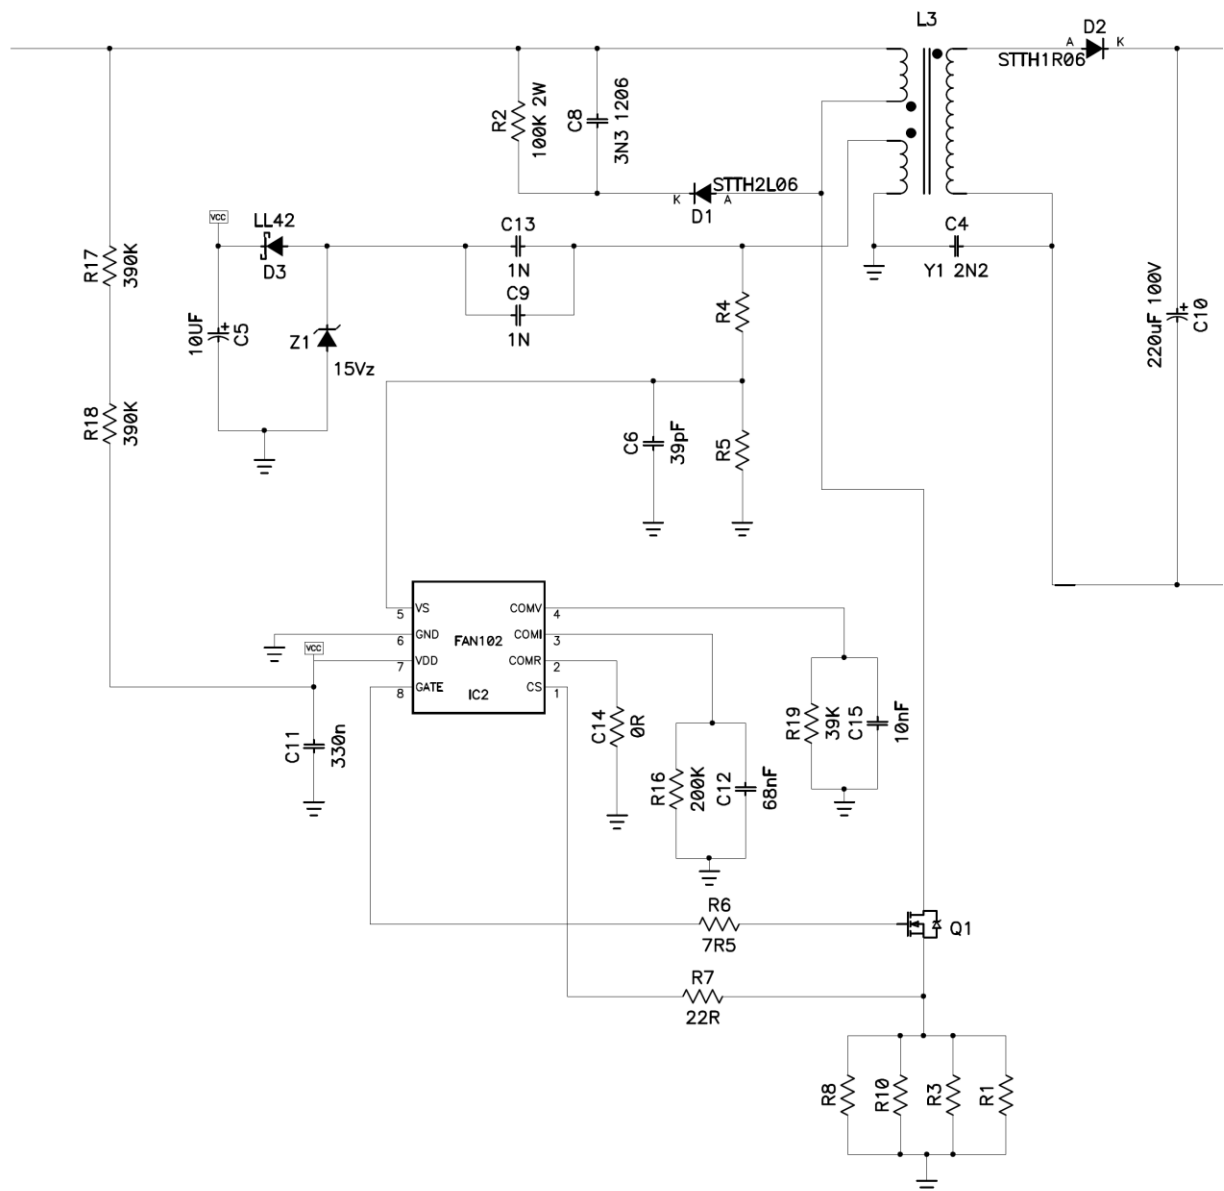 L3
D2
A
K
STTH1R06
R2
100K 2W
C8
3N3 1206
STTH2L06
K
A
D1
VCC
LL42
D3
C13
1N
C9
1N
C4
Y1 2N2
R17
390K
10UF
C5
Z1
15Vz
R4
220uF 100V
C10
R18
390K
C6
39pF
R5
5
VS
COMV
4
6
GND
FAN102
COMI
3
VCC
7
VDD
COMR
2
8
GATE
IC2
CS
1
C11
330n
C14
0R
R16
200K
C12
68nF
R19
39K
C15
10nF
R6
7R5
Q1
R7
22R
R8
R10
R3
R1